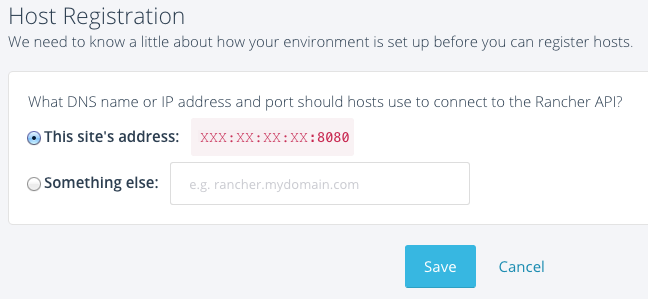 Host Registration
We need to know a little about how your environment is set up before you can register hosts.
What DNS name or IP address and port should hosts use to connect to the Rancher API?
This site's address: XXX:XX:XX:XX:8080
Something else: e.g. rancher.mydomain.com
Save Cancel